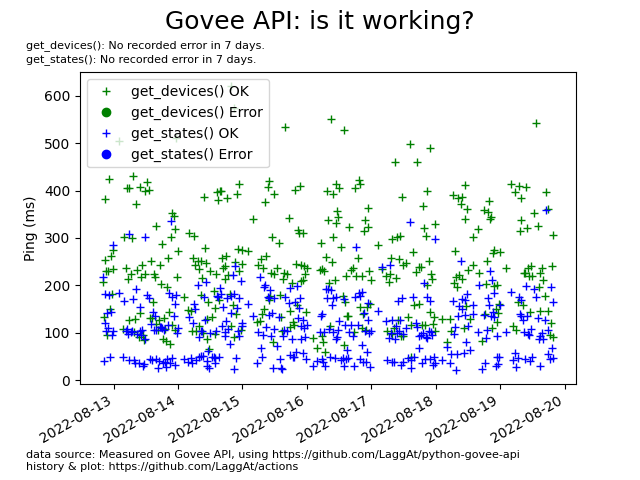 Govee API: is it working?
get_devices(): No recorded error in 7 days.
get_states(): No recorded error in 7 days.
get_devices() OK
get_devices() Error
get_states() OK
get_states() Error
Ping (ms)
600
500
400
300
200
100
0
2022-08-13
2022-08-14
2022-08-15
2022-08-16
2022-08-17
2022-08-18
2022-08-19
2022-08-20
data source: Measured on Govee API, using https://github.com/LaggAt/python-govee-api
history & plot: https://github.com/LaggAt/actions